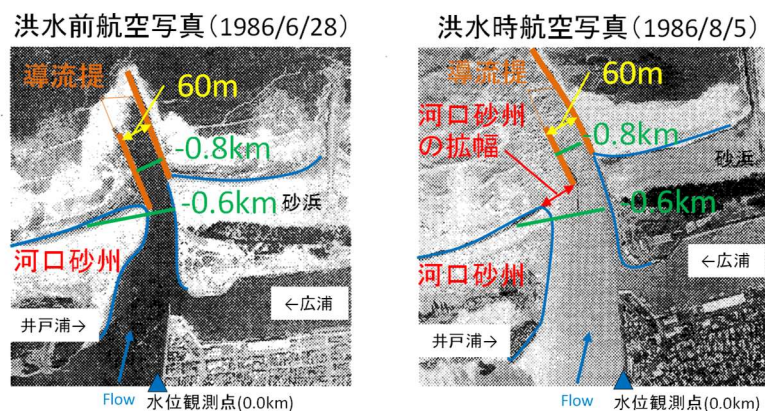 洪水前航空写真(1986/6/28)
導流提
60m
-0.8km
-0.6km
砂浜
河口砂州
←広浦
井戸浦→
Flow
水位観測点(0.0km)
洪水時航空写真(1986/8/5)
導流提
60m
河口砂州
の拡幅
-0.8km
砂浜
-0.6km
河口砂州
←広浦
井戸浦→
Flow
水位観測点(0.0km)